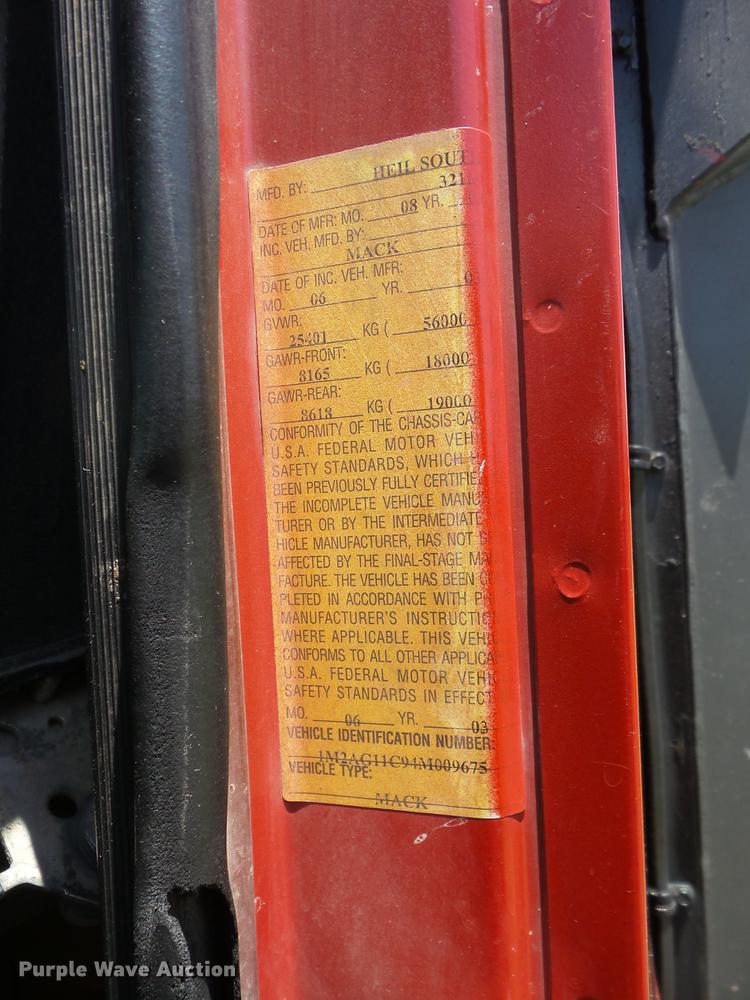 MFD. BY: HEIL SOUT
321
DATE OF MFR: MO. 08 YR.
INC. VEH. MFD. BY:
MACK
DATE OF INC. VEH. MFR:
MO. 06 YR. 03
GVWR:
25401 KG ( 56000
GAWR-FRONT:
8165 KG ( 18000
GAWR-REAR:
8618 KG ( 19000
CONFORMITY OF THE CHASSIS-CA
U.S.A. FEDERAL MOTOR VEH
SAFETY STANDARDS, WHICH H
BEEN PREVIOUSLY FULLY CERTIFIE
THE INCOMPLETE VEHICLE MANU
TURER OR BY THE INTERMEDIATE
HICLE MANUFACTURER, HAS NOT B
AFFECTED BY THE FINAL-STAGE MA
FACTURE. THE VEHICLE HAS BEEN CO
PLETED IN ACCORDANCE WITH PR
MANUFACTURER'S INSTRUCTIO
WHERE APPLICABLE. THIS VEHIC
CONFORMS TO ALL OTHER APPLICA
U.S.A. FEDERAL MOTOR VEHIC
SAFETY STANDARDS IN EFFECT
MO. 06 YR. 03
VEHICLE IDENTIFICATION NUMBER:
1M2AG11C94M009675
VEHICLE TYPE:
MACK
Purple Wave Auction